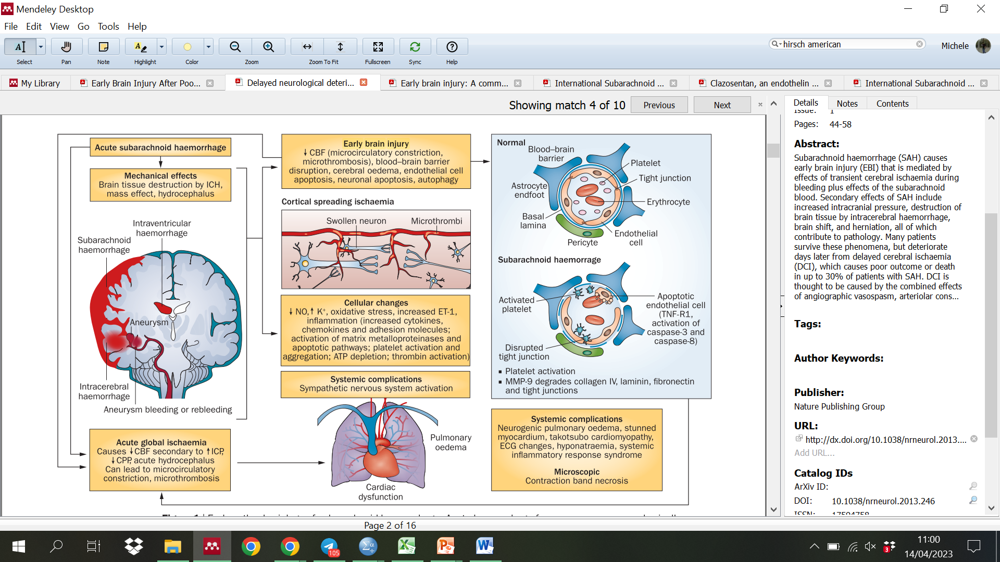 Mendeley Desktop
File Edit View Go Tools Help
hirsch american
Michele
Select Pan Note Highlight Color Zoom Zoom To Fit Fullscreen Sync Help
My Library
Early Brain Injury After Poo...
Delayed neurological deteri...
Early brain injury: A comm...
International Subarachnoid ...
Clazosentan, an endothelin ...
International Subarachnoid ...
Showing match 4 of 10
Previous
Next
Acute subarachnoid haemorrhage
Mechanical effects
Brain tissue destruction by ICH,
mass effect, hydrocephalus
Intraventricular
haemorrhage
Subarachnoid
haemorrhage
Aneurysm
Intracerebral
haemorrhage
Aneurysm bleeding or rebleeding
Acute global ischaemia
Causes ↓CBF secondary to ↑ICP,
↓CPP, acute hydrocephalus
Can lead to microcirculatory
constriction, microthrombosis
Early brain injury
↓ CBF (microcirculatory constriction,
microthrombosis), blood–brain barrier
disruption, cerebral oedema, endothelial cell
apoptosis, neuronal apoptosis, autophagy
Cortical spreading ischaemia
Swollen neuron
Microthrombi
Cellular changes
↓ NO,↑ K⁺, oxidative stress, increased ET-1,
inflammation (increased cytokines,
chemokines and adhesion molecules;
activation of matrix metalloproteinases and
apoptotic pathways; platelet activation and
aggregation; ATP depletion; thrombin activation)
Systemic complications
Sympathetic nervous system activation
Pulmonary
oedema
Cardiac
dysfunction
Normal
Blood–brain
barrier
Platelet
Tight junction
Astrocyte
endfoot
Erythrocyte
Basal
lamina
Endothelial
cell
Pericyte
Subarachnoid haemorrage
Activated
platelet
Apoptotic
endothelial cell
(TNF-R1,
activation of
caspase-3 and
caspase-8)
Disrupted
tight junction
▪ Platelet activation
▪ MMP-9 degrades collagen IV, laminin, fibronectin
and tight junctions
Systemic complications
Neurogenic pulmonary oedema, stunned
myocardium, takotsubo cardiomyopathy,
ECG changes, hyponatraemia, systemic
inflammatory response syndrome
Microscopic
Contraction band necrosis
Page 2 of 16
Details Notes Contents
Issue: 1
Pages: 44-58
Abstract:
Subarachnoid haemorrhage (SAH) causes
early brain injury (EBI) that is mediated by
effects of transient cerebral ischaemia during
bleeding plus effects of the subarachnoid
blood. Secondary effects of SAH include
increased intracranial pressure, destruction of
brain tissue by intracerebral haemorrhage,
brain shift, and herniation, all of which
contribute to pathology. Many patients
survive these phenomena, but deteriorate
days later from delayed cerebral ischaemia
(DCI), which causes poor outcome or death
in up to 30% of patients with SAH. DCI is
thought to be caused by the combined effects
of angiographic vasospasm, arteriolar cons...
Tags:
Author Keywords:
Publisher:
Nature Publishing Group
URL:
http://dx.doi.org/10.1038/nrneurol.2013....
Add URL...
Catalog IDs
ArXiv ID:
DOI: 10.1038/nrneurol.2013.246
ISSN: 17594758
105
3
11:00
14/04/2023